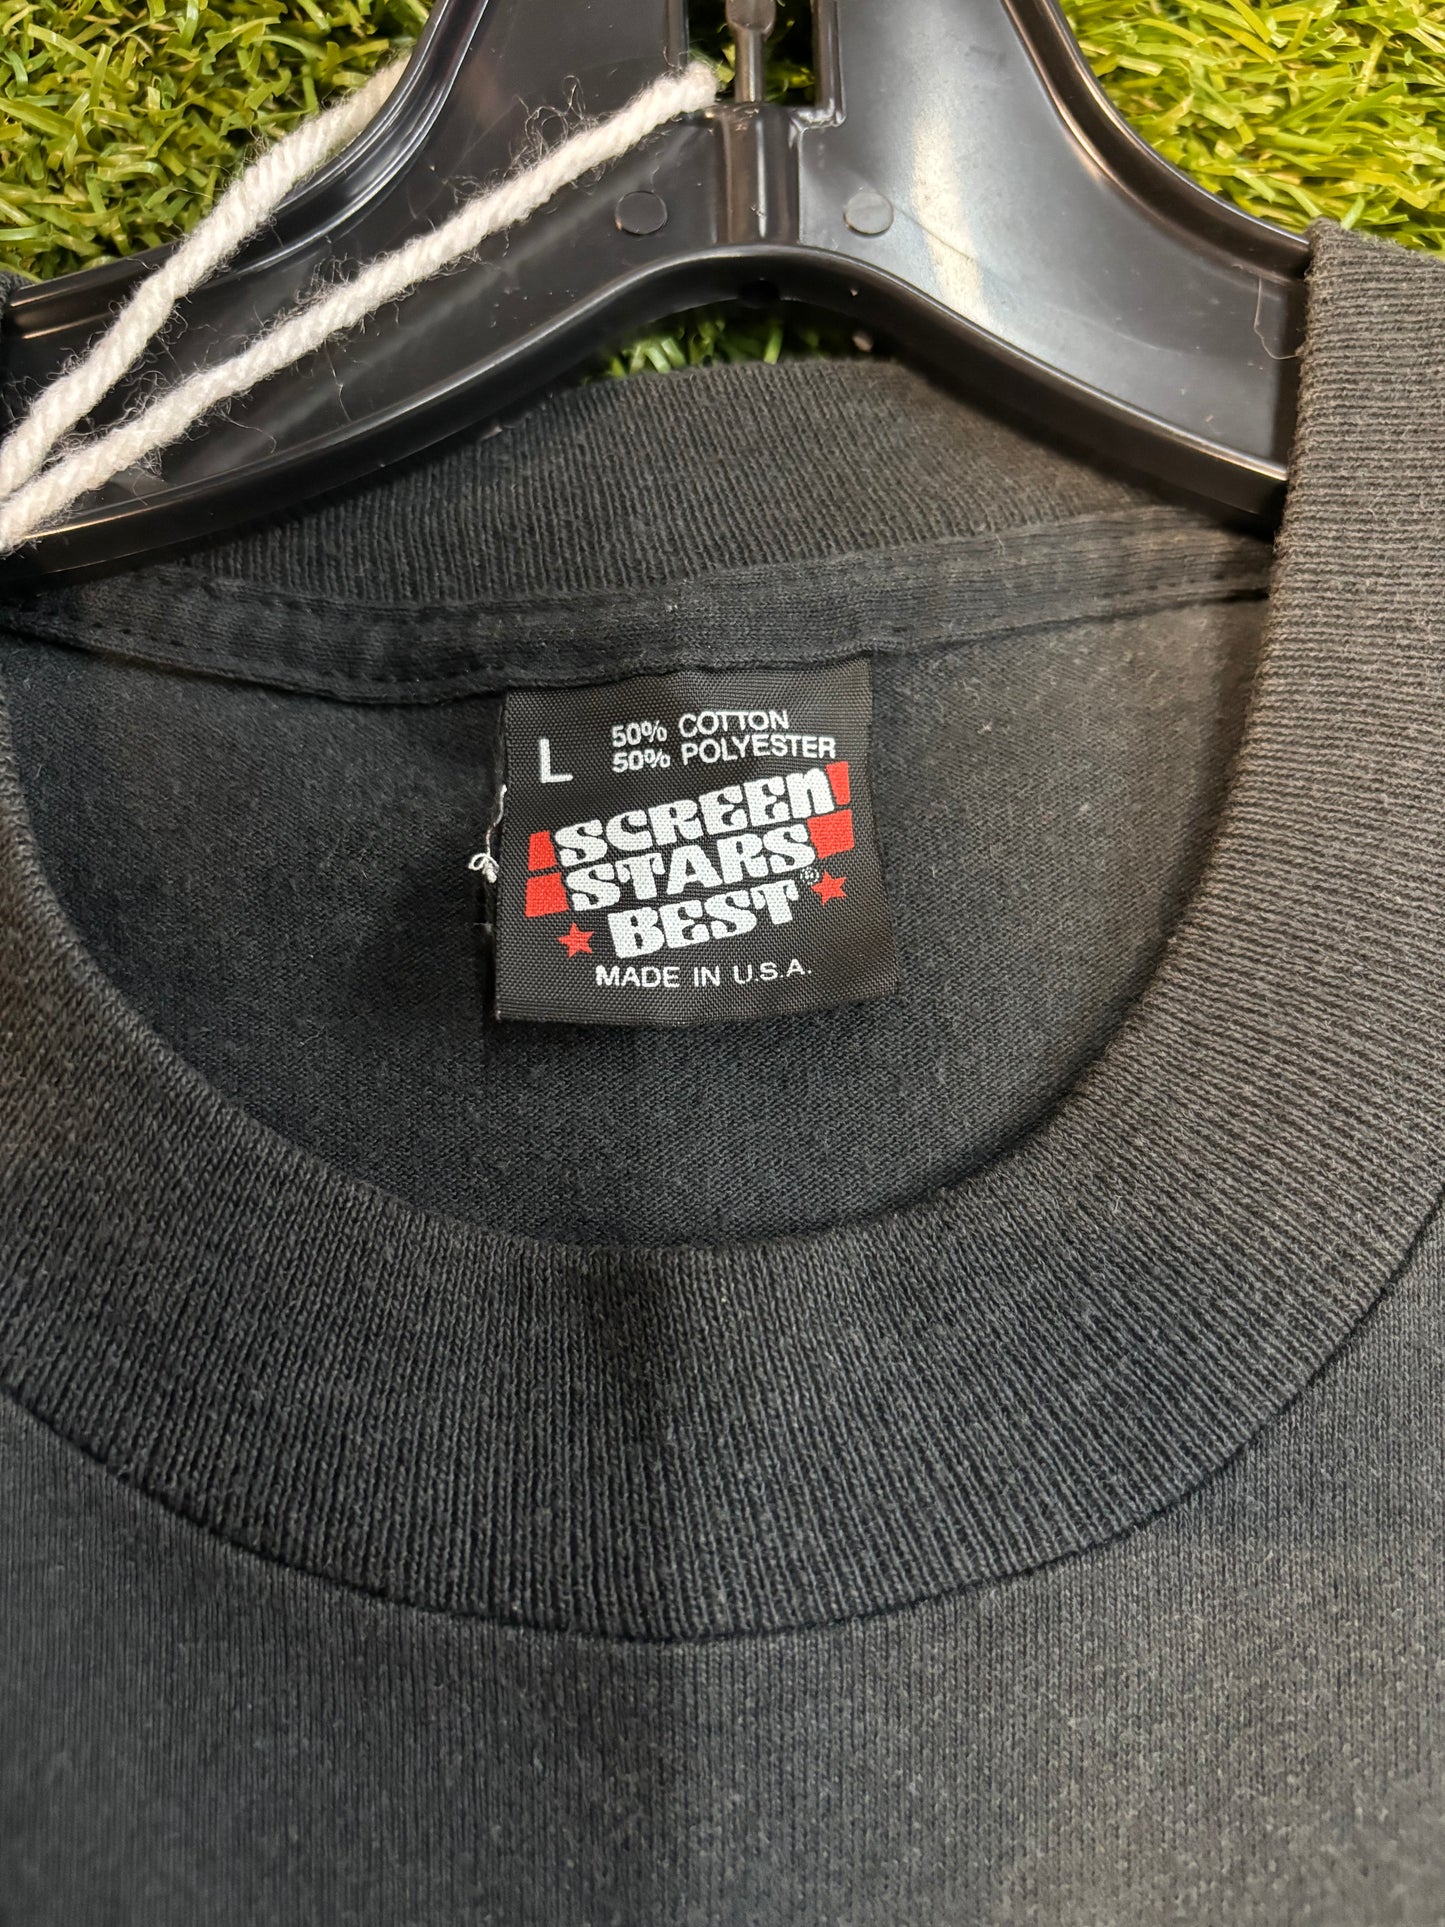 L
50% COTTON
50% POLYESTER
SCREEN
STARS
BEST®
MADE IN U.S.A.